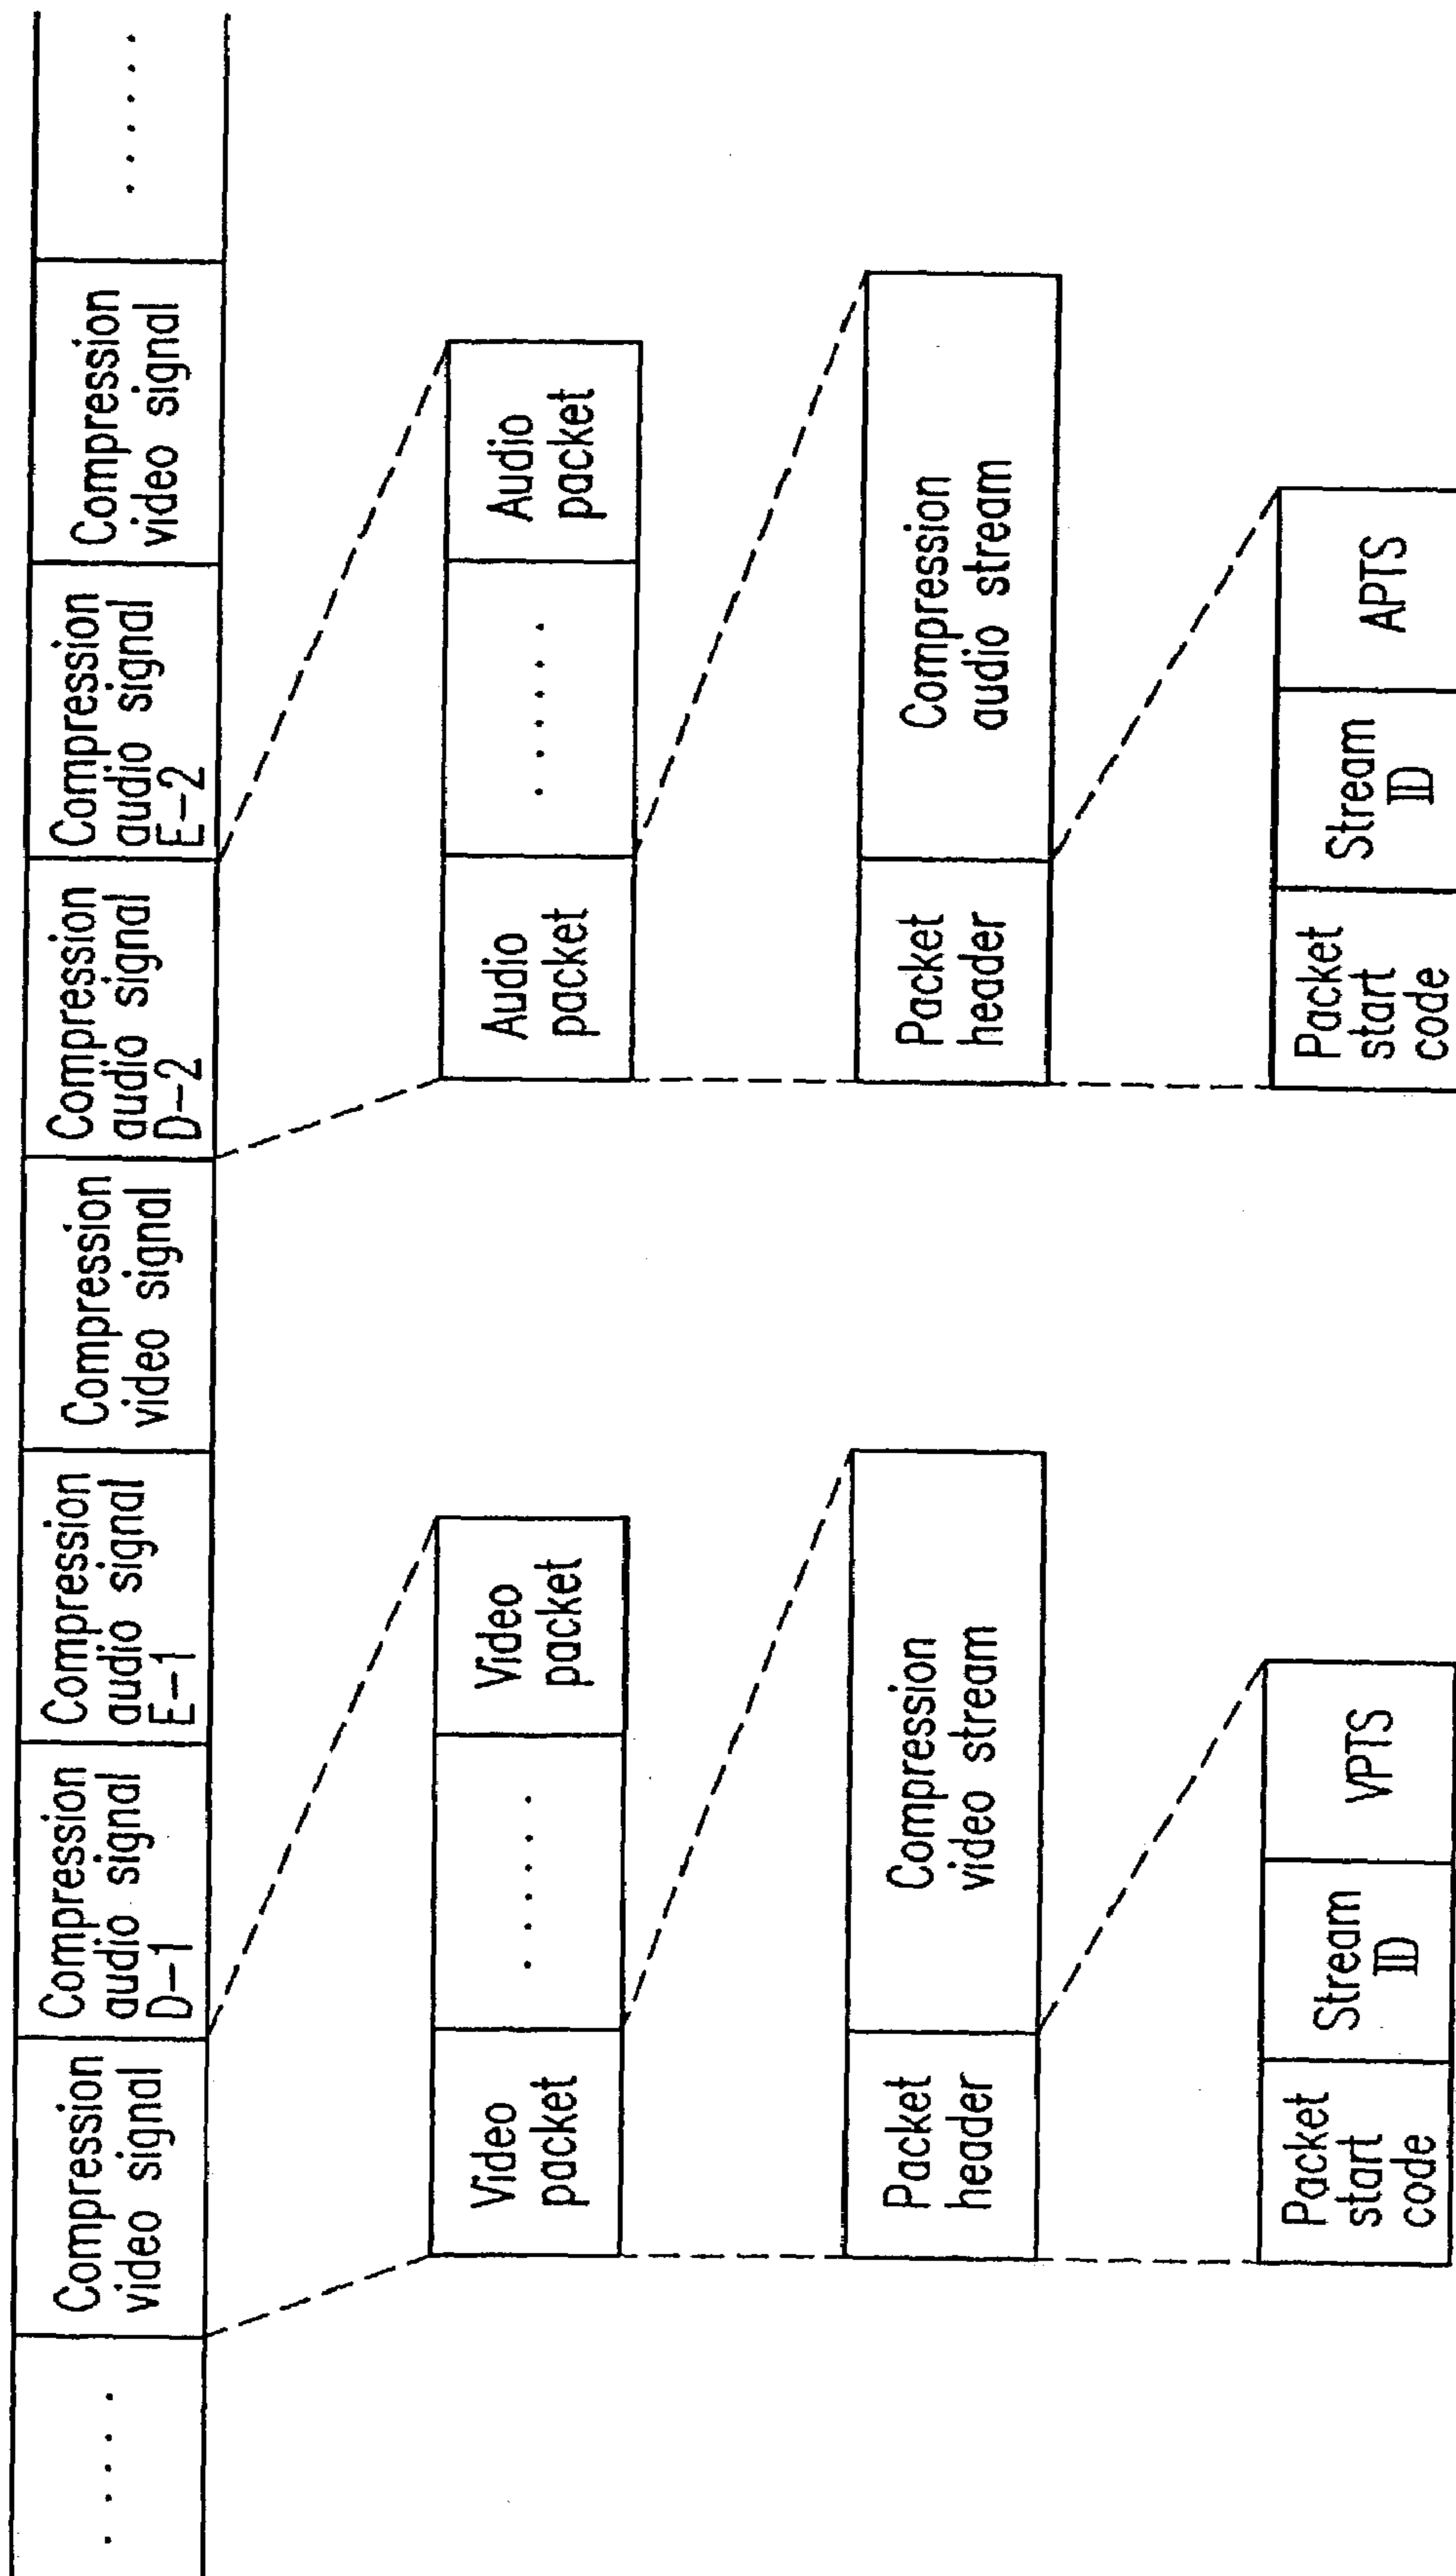 . . . . .
Compression
video signal
Compression
audio signal
D-1
Compression
audio signal
E-1
Compression
video signal
Compression
audio signal
D-2
Compression
audio signal
E-2
Compression
video signal
. . . . . .
Video
packet
. . . . . .
Video
packet
Audio
packet
. . . . . .
Audio
packet
Packet
header
Compression
video stream
Packet
header
Compression
audio stream
Packet
start
code
Stream
ID
VPTS
Packet
start
code
Stream
ID
APTS